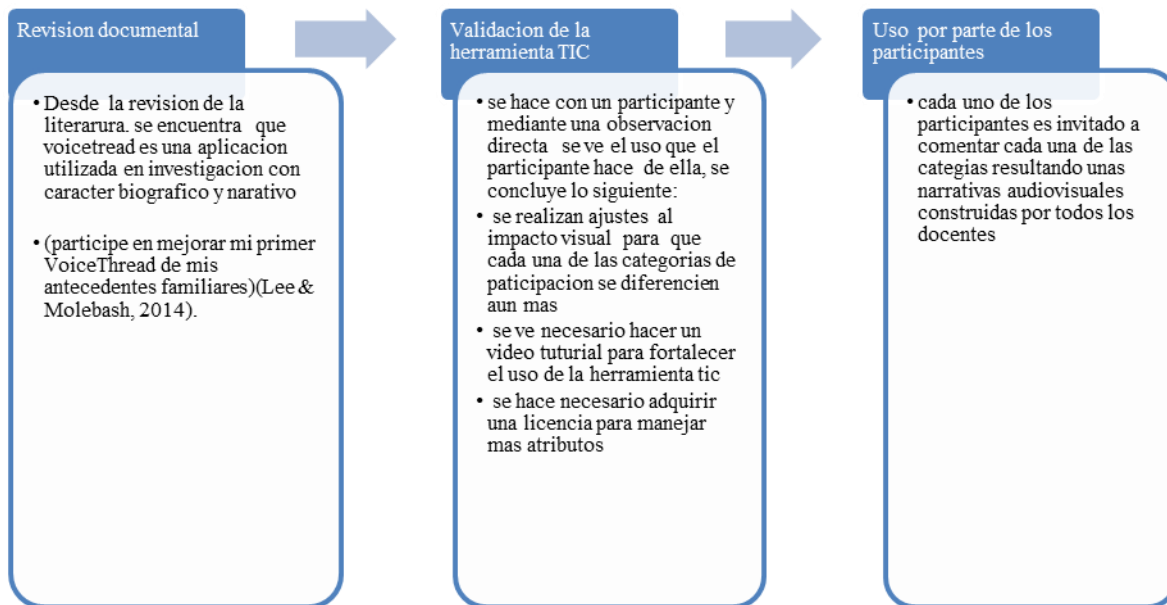 Revision documental
• Desde la revision de la
literarura. se encuentra que
voicetread es una aplicacion
utilizada en investigacion con
caracter biografico y narativo
• (participe en mejorar mi primer
VoiceThread de mis
antecedentes familiares)(Lee &
Molebash, 2014).
Validacion de la
herramienta TIC
• se hace con un participante y
mediante una observacion
directa se ve el uso que el
participante hace de ella, se
concluye lo siguiente:
• se realizan ajustes al
impacto visual para que
cada una de las categorias de
paticipacion se diferencien
aun mas
• se ve necesario hacer un
video tuturial para fortalecer
el uso de la herramienta tic
• se hace necesario adquirir
una licencia para manejar
mas atributos
Uso por parte de los
participantes
• cada uno de los
participantes es invitado a
comentar cada una de las
categias resultando unas
narrativas audiovisuales
construidas por todos los
docentes